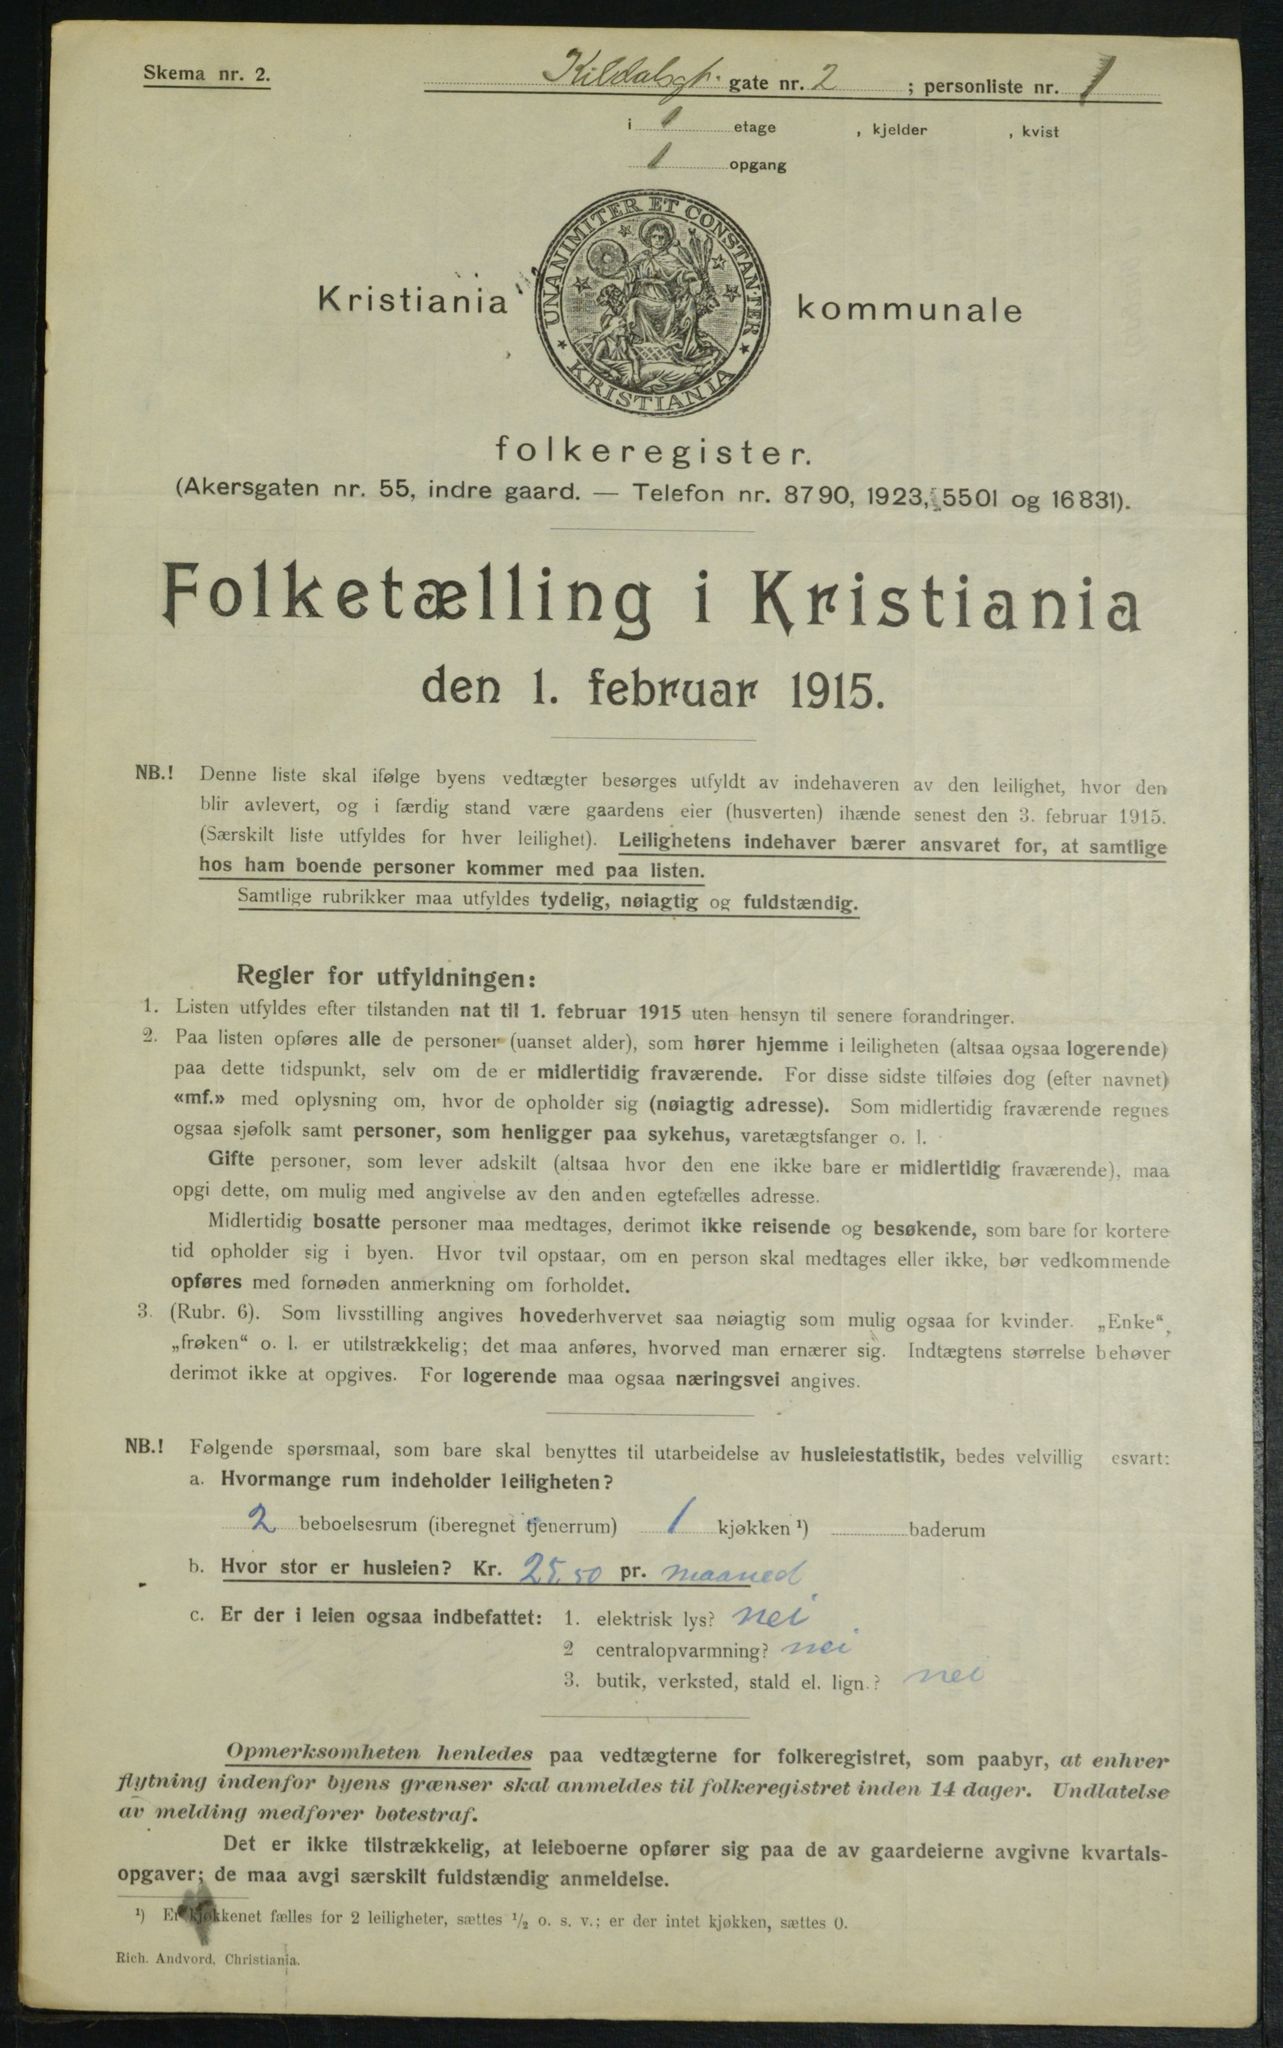 Skema nr. 2.
Kildalsgt. gate nr. 2 ; personliste nr. 1
i 1 etage , kjelder , kvist
1 opgang
UNANIMITER ET CONSTANTER
KRISTIANIA
Kristiania kommunale
folkeregister.
(Akersgaten nr. 55, indre gaard. — Telefon nr. 8790, 1923, 5501 og 16831).
Folketælling i Kristiania
den 1. februar 1915.
NB.! Denne liste skal ifølge byens vedtægter besørges utfyldt av indehaveren av den leilighet, hvor den
blir avlevert, og i færdig stand være gaardens eier (husverten) ihænde senest den 3. februar 1915.
(Særskilt liste utfyldes for hver leilighet). Leilighetens indehaver bærer ansvaret for, at samtlige
hos ham boende personer kommer med paa listen.
Samtlige rubrikker maa utfyldes tydelig, nøiagtig og fuldstændig.
Regler for utfyldningen:
1. Listen utfyldes efter tilstanden nat til 1. februar 1915 uten hensyn til senere forandringer.
2. Paa listen opføres alle de personer (uanset alder), som hører hjemme i leiligheten (altsaa ogsaa logerende)
paa dette tidspunkt, selv om de er midlertidig fraværende. For disse sidste tilføies dog (efter navnet)
«mf.» med oplysning om, hvor de opholder sig (nøiagtig adresse). Som midlertidig fraværende regnes
ogsaa sjøfolk samt personer, som henligger paa sykehus, varetægtsfanger o. l.
Gifte personer, som lever adskilt (altsaa hvor den ene ikke bare er midlertidig fraværende), maa
opgi dette, om mulig med angivelse av den anden egtefælles adresse.
Midlertidig bosatte personer maa medtages, derimot ikke reisende og besøkende, som bare for kortere
tid opholder sig i byen. Hvor tvil opstaar, om en person skal medtages eller ikke, bør vedkommende
opføres med fornøden anmerkning om forholdet.
3. (Rubr. 6). Som livsstilling angives hovederhvervet saa nøiagtig som mulig ogsaa for kvinder. „Enke“,
„frøken“ o. l. er utilstrækkelig; det maa anføres, hvorved man ernærer sig. Indtægtens størrelse behøver
derimot ikke at opgives. For logerende maa ogsaa næringsvei angives.
NB.! Følgende spørsmaal, som bare skal benyttes til utarbeidelse av husleiestatistik, bedes velvillig esvart:
a. Hvormange rum indeholder leiligheten?
2 beboelsesrum (iberegnet tjenerrum) 1 kjøkken ¹) baderum
b. Hvor stor er husleien? Kr. 25,50 pr. maaned
c. Er der i leien ogsaa indbefattet: 1. elektrisk lys? nei
2 centralopvarmning? nei
3. butik, verksted, stald el. lign.? nei
Opmerksomheten henledes paa vedtægterne for folkeregistret, som paabyr, at enhver
flytning indenfor byens grænser skal anmeldes til folkeregistret inden 14 dager. Undlatelse
av melding medfører bøtestraf.
Det er ikke tilstrækkelig, at leieboerne opfører sig paa de av gaardeierne avgivne kvartals-
opgaver; de maa avgi særskilt fuldstændig anmeldelse.
¹) Er kjøkkenet fælles for 2 leiligheter, sættes ½ o. s. v.; er der intet kjøkken, sættes 0.
Rich. Andvord, Christiania.